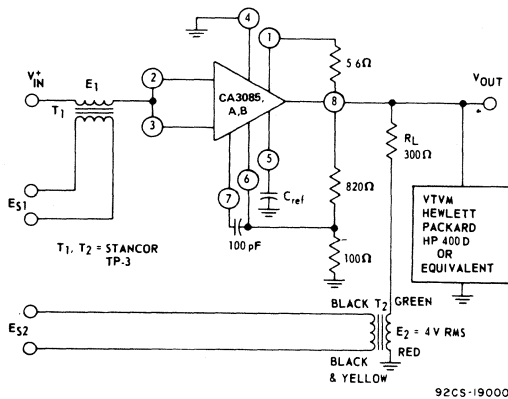 4
1
5 6Ω
V+IN
E1
T1
2
3
CA3085,
A,B
8
VOUT
+
RL
300Ω
5
Cref
6
7
100 pF
820Ω
100Ω
ES1
T1, T2 = STANCOR
TP-3
VTVM
HEWLETT
PACKARD
HP 400D
OR
EQUIVALENT
BLACK T2 GREEN
ES2
E2 = 4V RMS
RED
BLACK
& YELLOW
92CS-19000